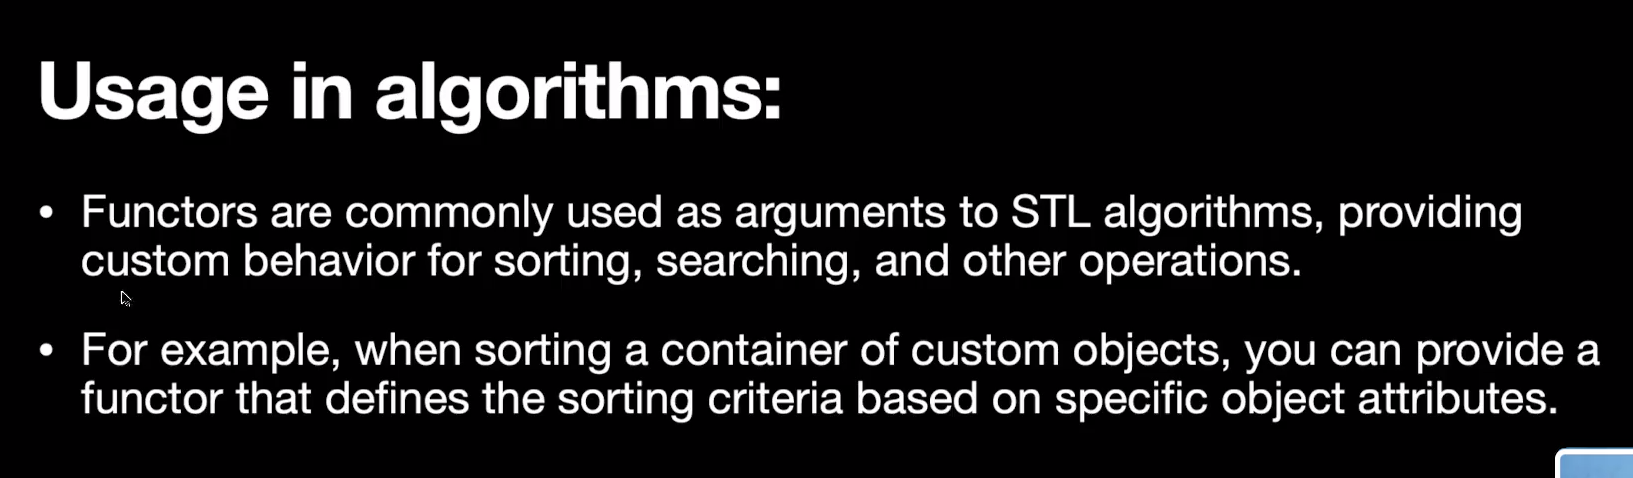 Usage in algorithms:
• Functors are commonly used as arguments to STL algorithms, providing
custom behavior for sorting, searching, and other operations.
• For example, when sorting a container of custom objects, you can provide a
functor that defines the sorting criteria based on specific object attributes.